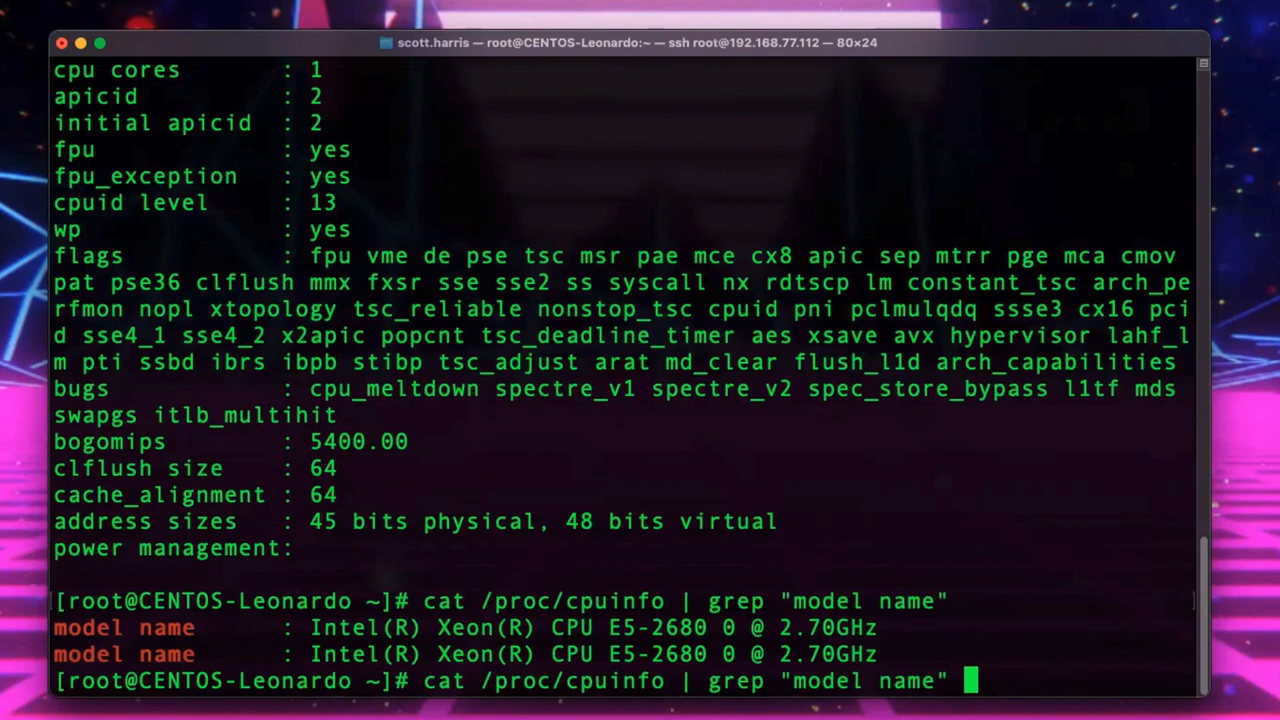 scott.harris — root@CENTOS-Leonardo:~ — ssh root@192.168.77.112 — 80×24
cpu cores : 1
apicid : 2
initial apicid : 2
fpu : yes
fpu_exception : yes
cpuid level : 13
wp : yes
flags : fpu vme de pse tsc msr pae mce cx8 apic sep mtrr pge mca cmov
pat pse36 clflush mmx fxsr sse sse2 ss syscall nx rdtscp lm constant_tsc arch_pe
rfmon nopl xtopology tsc_reliable nonstop_tsc cpuid pni pclmulqdq ssse3 cx16 pci
d sse4_1 sse4_2 x2apic popcnt tsc_deadline_timer aes xsave avx hypervisor lahf_l
m pti ssbd ibrs ibpb stibp tsc_adjust arat md_clear flush_l1d arch_capabilities
bugs : cpu_meltdown spectre_v1 spectre_v2 spec_store_bypass l1tf mds
swapgs itlb_multihit
bogomips : 5400.00
clflush size : 64
cache_alignment : 64
address sizes : 45 bits physical, 48 bits virtual
power management:
[root@CENTOS-Leonardo ~]# cat /proc/cpuinfo | grep "model name"
model name : Intel(R) Xeon(R) CPU E5-2680 0 @ 2.70GHz
model name : Intel(R) Xeon(R) CPU E5-2680 0 @ 2.70GHz
[root@CENTOS-Leonardo ~]# cat /proc/cpuinfo | grep "model name"